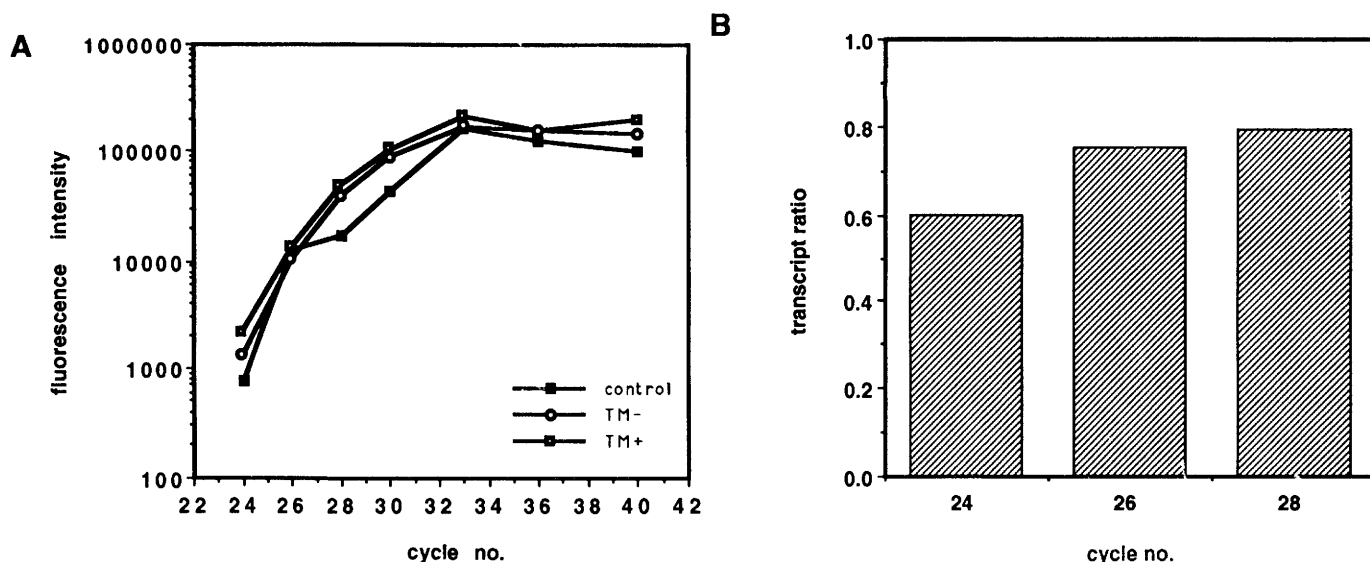 A
1000000
100000
10000
1000
100
fluorescence intensity
control
TM-
TM+
22 24 26 28 30 32 34 36 38 40 42
cycle no.
B
1.0
0.8
0.6
0.4
0.2
0.0
transcript ratio
24 26 28
cycle no.